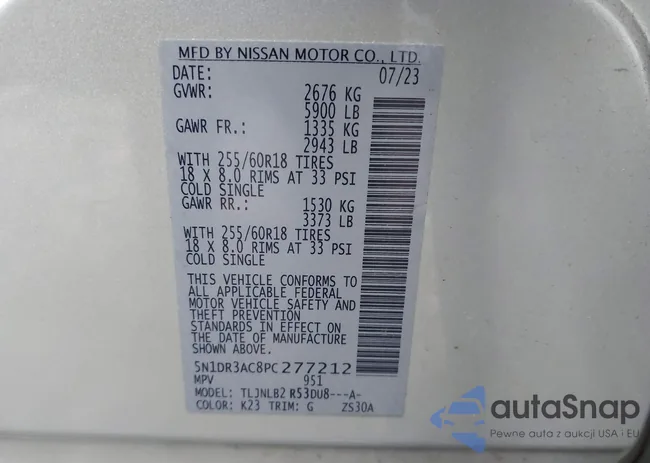 MFD BY NISSAN MOTOR CO., LTD.
DATE: 07/23
GVWR: 2676 KG
5900 LB
GAWR FR.: 1335 KG
2943 LB
WITH 255/60R18 TIRES
18 X 8.0 RIMS AT 33 PSI
COLD SINGLE
GAWR RR.: 1530 KG
3373 LB
WITH 255/60R18 TIRES
18 X 8.0 RIMS AT 33 PSI
COLD SINGLE
THIS VEHICLE CONFORMS TO
ALL APPLICABLE FEDERAL
MOTOR VEHICLE SAFETY AND
THEFT PREVENTION
STANDARDS IN EFFECT ON
THE DATE OF MANUFACTURE
SHOWN ABOVE.
5N1DR3AC8PC277212
MPV 951
MODEL: TLJNLB2 R53DU8---A-
COLOR: K23 TRIM: G ZS30A
autoSnap
Pewne auta z aukcji USA i EU